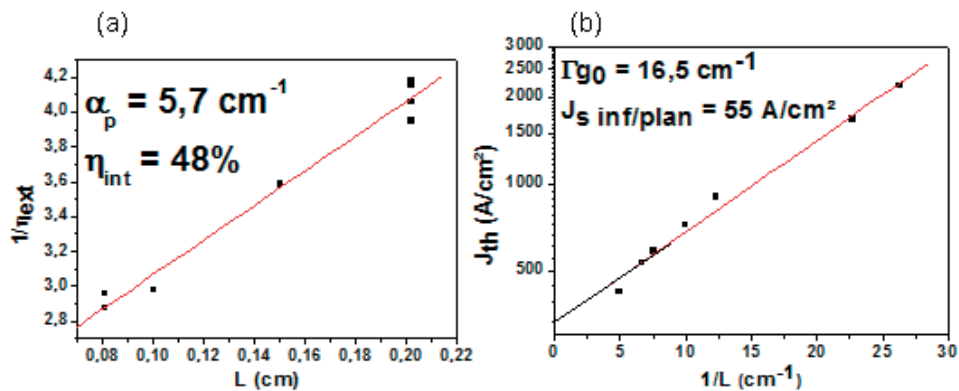 (a)
4,2
4,0
3,8
3,6
3,4
3,2
3,0
2,8
1/ηext
αp = 5,7 cm⁻¹
ηint = 48%
0,08 0,10 0,12 0,14 0,16 0,18 0,20 0,22
L (cm)
(b)
3000
2500
2000
1500
1000
500
Jth (A/cm²)
Γg0 = 16,5 cm⁻¹
Js inf/plan = 55 A/cm²
0 5 10 15 20 25 30
1/L (cm⁻¹)